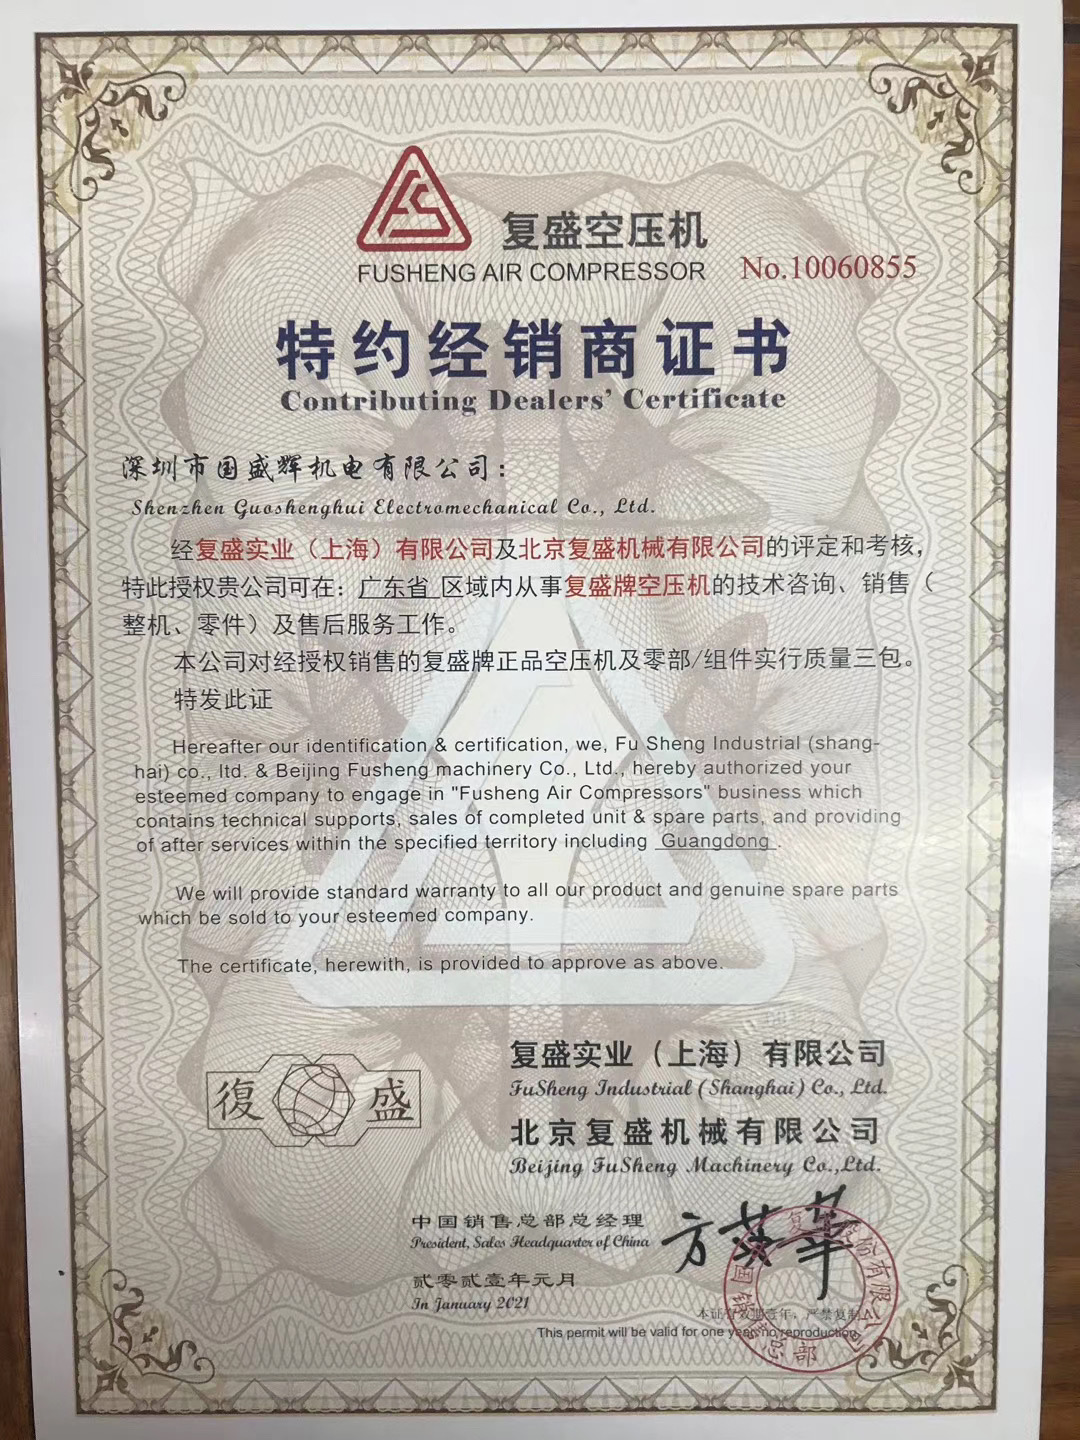 复盛空压机
FUSHENG AIR COMPRESSOR
No.10060855
特约经销商证书
Contributing Dealers' Certificate
深圳市国盛辉机电有限公司：
Shenzhen Guoshenghui Electromechanical Co., Ltd.
经复盛实业（上海）有限公司及北京复盛机械有限公司的评定和考核，
特此授权贵公司可在：广东省 区域内从事复盛牌空压机的技术咨询、销售（
整机、零件）及售后服务工作。
本公司对经授权销售的复盛牌正品空压机及零部/组件实行质量三包。
特发此证
Hereafter our identification & certification, we, Fu Sheng Industrial (shang-
hai) co., ltd. & Beijing Fusheng machinery Co., Ltd., hereby authorized your
esteemed company to engage in "Fusheng Air Compressors" business which
contains technical supports, sales of completed unit & spare parts, and providing
of after services within the specified territory including Guangdong .
We will provide standard warranty to all our product and genuine spare parts
which be sold to your esteemed company.
The certificate, herewith, is provided to approve as above.
復 盛
复盛实业（上海）有限公司
FuSheng Industrial (Shanghai) Co., Ltd.
北京复盛机械有限公司
Beijing FuSheng Machinery Co.,Ltd.
中国销售总部总经理
President, Sales Headquarter of China
方英華
贰零贰壹年元月
In January 2021
本证有效期壹年，严禁复制
This permit will be valid for one year, no reproduction